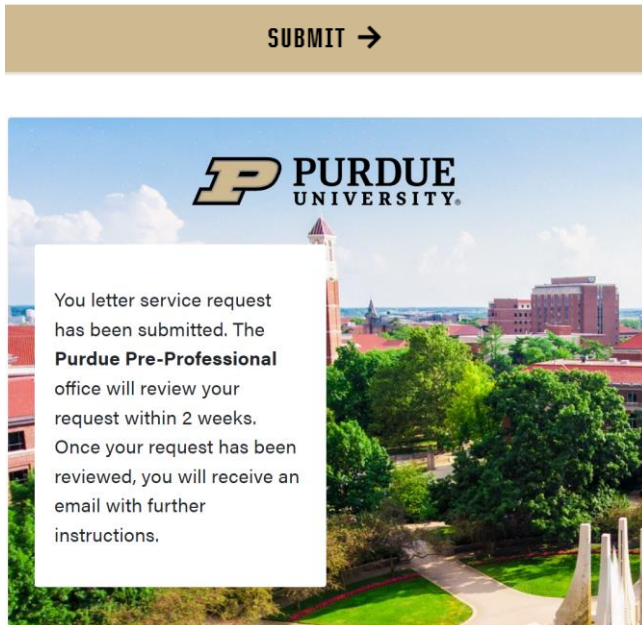 SUBMIT →
PURDUE
UNIVERSITY®
You letter service request
has been submitted. The
Purdue Pre-Professional
office will review your
request within 2 weeks.
Once your request has been
reviewed, you will receive an
email with further
instructions.